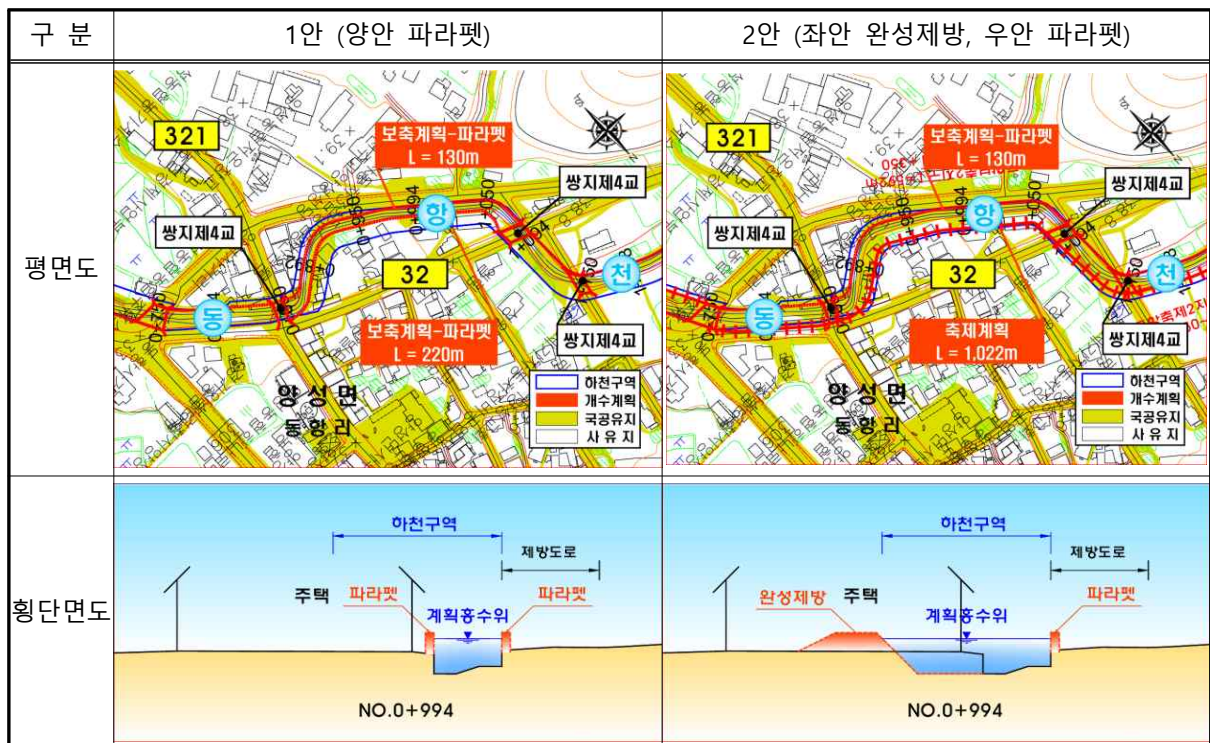 구 분
1안 (양안 파라펫)
2안 (좌안 완성제방, 우안 파라펫)
평면도
321
보축계획-파라펫
L = 130m
쌍지제4교
쌍지제4교
0+950
0+994
항
32
동
천
쌍지제4교
보축계획-파라펫
L = 220m
양성면
동항리
하천구역
개수계획
국공유지
사 유 지
321
보축계획-파라펫
L = 130m
+350
쌍지제4교
쌍지제4교
0+950
0+994
항
32
동
천
쌍지제4교
축제계획
L = 1,022m
양성면
동항리
하천구역
개수계획
국공유지
사 유 지
횡단면도
하천구역
제방도로
주택
파라펫
계획홍수위
파라펫
NO.0+994
하천구역
제방도로
완성제방
주택
계획홍수위
파라펫
NO.0+994